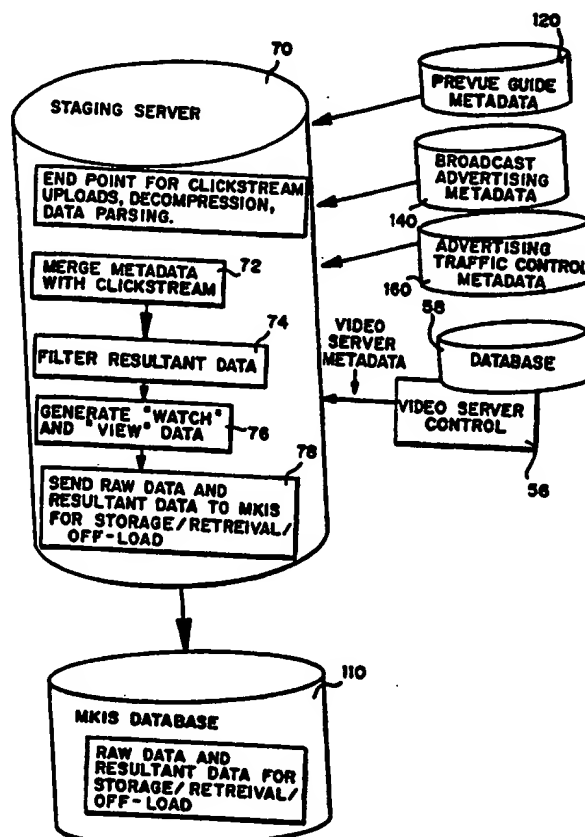 70
120
STAGING SERVER
PREVUE GUIDE
METADATA
END POINT FOR CLICKSTREAM
UPLOADS, DECOMPRESSION,
DATA PARSING.
BROADCAST
ADVERTISING
METADATA
140
MERGE METADATA
WITH CLICKSTREAM
72
ADVERTISING
TRAFFIC CONTROL
METADATA
160
FILTER RESULTANT DATA
74
VIDEO
SERVER
METADATA
58
DATABASE
GENERATE "WATCH"
AND "VIEW" DATA
76
VIDEO SERVER
CONTROL
56
78
SEND RAW DATA AND
RESULTANT DATA TO MKIS
FOR STORAGE/RETREIVAL/
OFF-LOAD
110
MKIS DATABASE
RAW DATA AND
RESULTANT DATA FOR
STORAGE/RETREIVAL/
OFF-LOAD